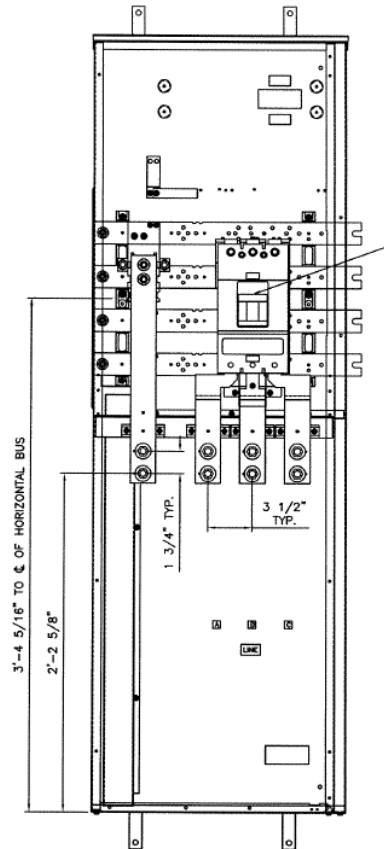 3'-4 5/16" TO ℄ OF HORIZONTAL BUS
2'-2 5/8"
1 3/4" TYP.
3 1/2"
TYP.
A
C
LINE